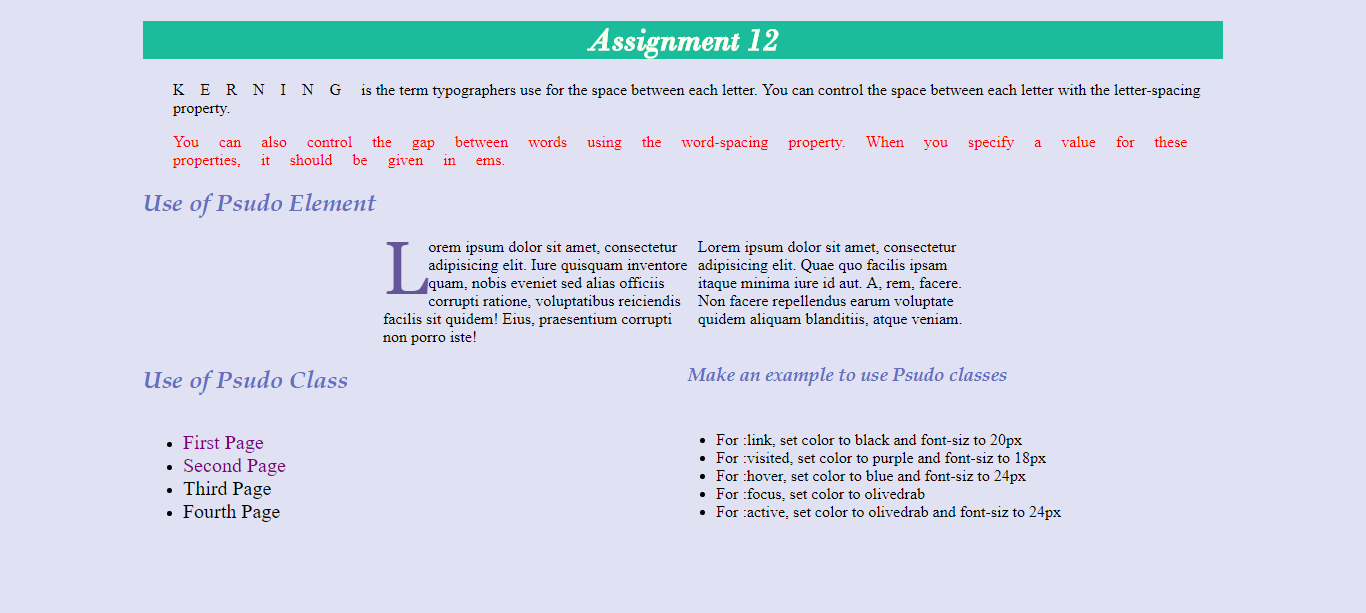 Assignment 12
K E R N I N G is the term typographers use for the space between each letter. You can control the space between each letter with the letter-spacing
property.
You can also control the gap between words using the word-spacing property. When you specify a value for these
properties, it should be given in ems.
Use of Psudo Element
Lorem ipsum dolor sit amet, consectetur
adipisicing elit. Iure quisquam inventore
quam, nobis eveniet sed alias officiis
corrupti ratione, voluptatibus reiciendis
facilis sit quidem! Eius, praesentium corrupti
non porro iste!
Lorem ipsum dolor sit amet, consectetur
adipisicing elit. Quae quo facilis ipsam
itaque minima iure id aut. A, rem, facere.
Non facere repellendus earum voluptate
quidem aliquam blanditiis, atque veniam.
Use of Psudo Class
First Page
Second Page
Third Page
Fourth Page
Make an example to use Psudo classes
For :link, set color to black and font-siz to 20px
For :visited, set color to purple and font-siz to 18px
For :hover, set color to blue and font-siz to 24px
For :focus, set color to olivedrab
For :active, set color to olivedrab and font-siz to 24px